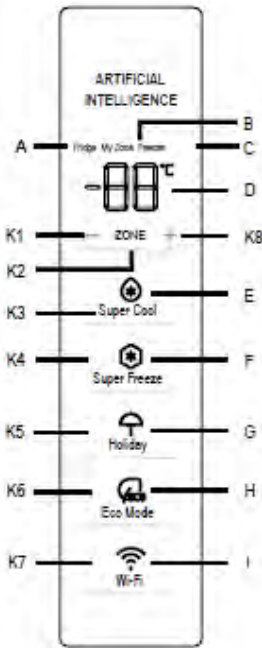 ARTIFICIAL
INTELLIGENCE
B
A Fridge My Zone Freezer C
-88°C D
K1 - ZONE + K8
K2
E
K3 Super Cool
K4 F
Super Freeze
K5 G
Holiday
K6 H
Eco Mode
K7 I
Wi-Fi